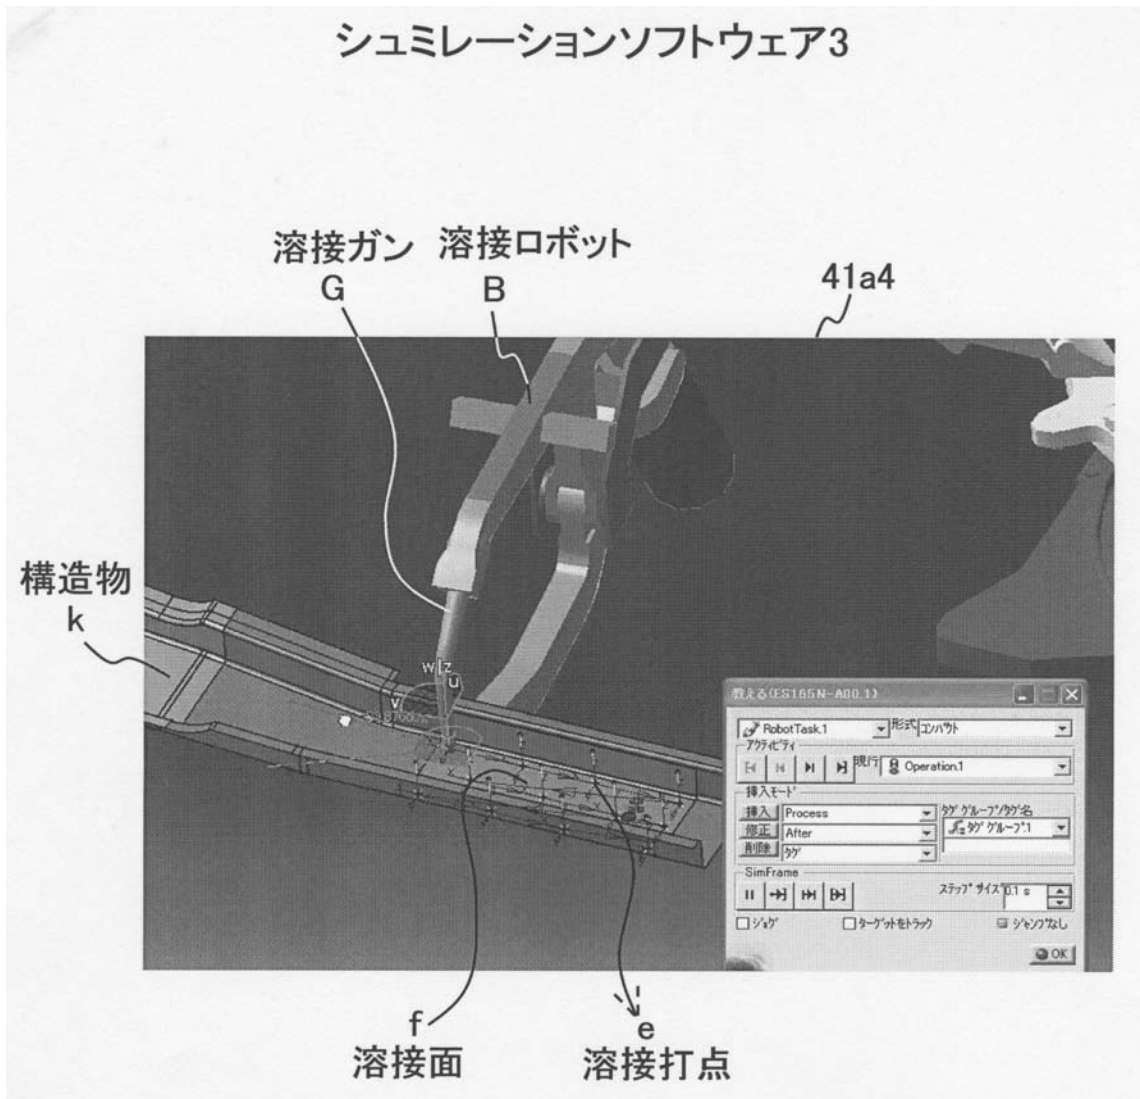 シュミレーションソフトウェア3
溶接ガン
G
溶接ロボット
B
41a4
構造物
k
w z
u
v
教える(ES165N-A00.1)
RobotTask.1
形式
コンパクト
アクティビティ
現行
Operation.1
挿入モード
挿入
Process
修正
After
削除
タグ
タググループ/タグ名
タググループ.1
SimFrame
ステップサイズ
0.1 s
ジョグ
ターゲットをトラック
ジャンプなし
OK
f
溶接面
e
溶接打点